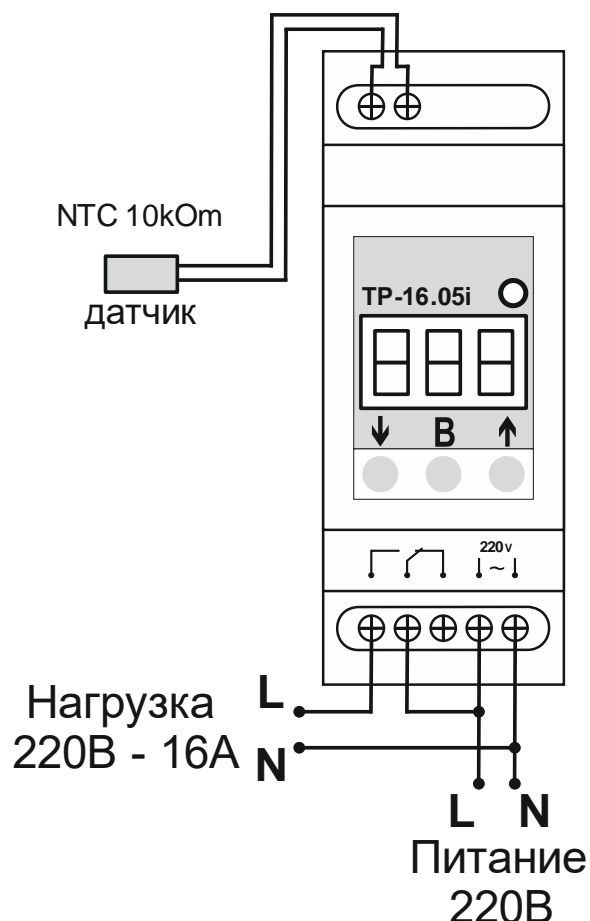 NTC 10kOm
датчик
TP-16.05i
B
220v
~
Нагрузка
220В - 16А
L
N
L N
Питание
220В